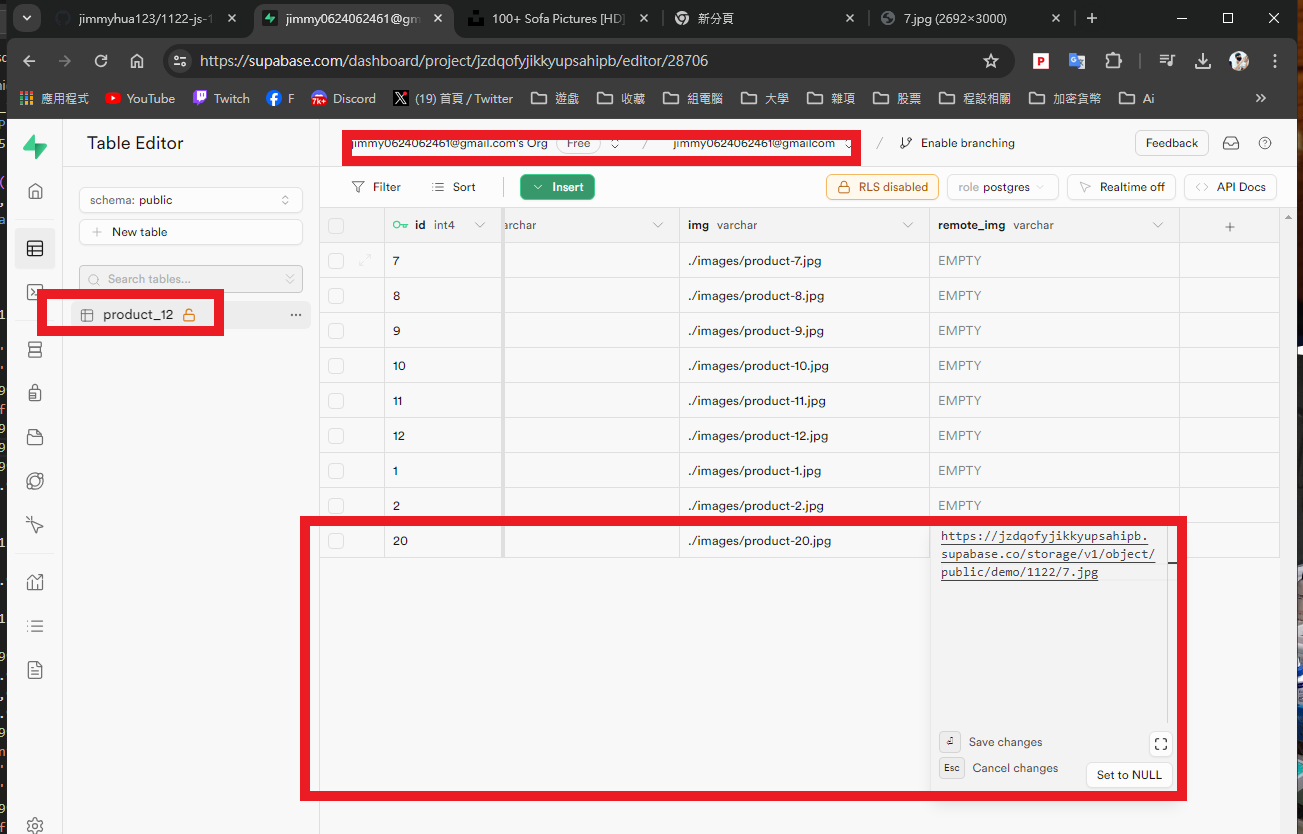 jimmyhua123/1122-js-1
jimmy0624062461@gm
100+ Sofa Pictures [HD]
新分頁
7.jpg (2692×3000)
https://supabase.com/dashboard/project/jzdqofyjikkyupsahipb/editor/28706
應用程式
YouTube
Twitch
F
Discord
(19) 首頁 / Twitter
遊戲
收藏
組電腦
大學
雜項
股票
程設相關
加密貨幣
Ai
Table Editor
jimmy0624062461@gmail.com's Org Free / jimmy0624062461@gmailcom / Enable branching
Feedback
schema: public
New table
Search tables...
product_12
Filter
Sort
Insert
RLS disabled
role postgres
Realtime off
API Docs
id int4 archar img varchar remote_img varchar +
7 ./images/product-7.jpg EMPTY
8 ./images/product-8.jpg EMPTY
9 ./images/product-9.jpg EMPTY
10 ./images/product-10.jpg EMPTY
11 ./images/product-11.jpg EMPTY
12 ./images/product-12.jpg EMPTY
1 ./images/product-1.jpg EMPTY
2 ./images/product-2.jpg EMPTY
20 ./images/product-20.jpg
https://jzdqofyjikkyupsahipb.
supabase.co/storage/v1/object/
public/demo/1122/7.jpg
Save changes
Esc Cancel changes
Set to NULL